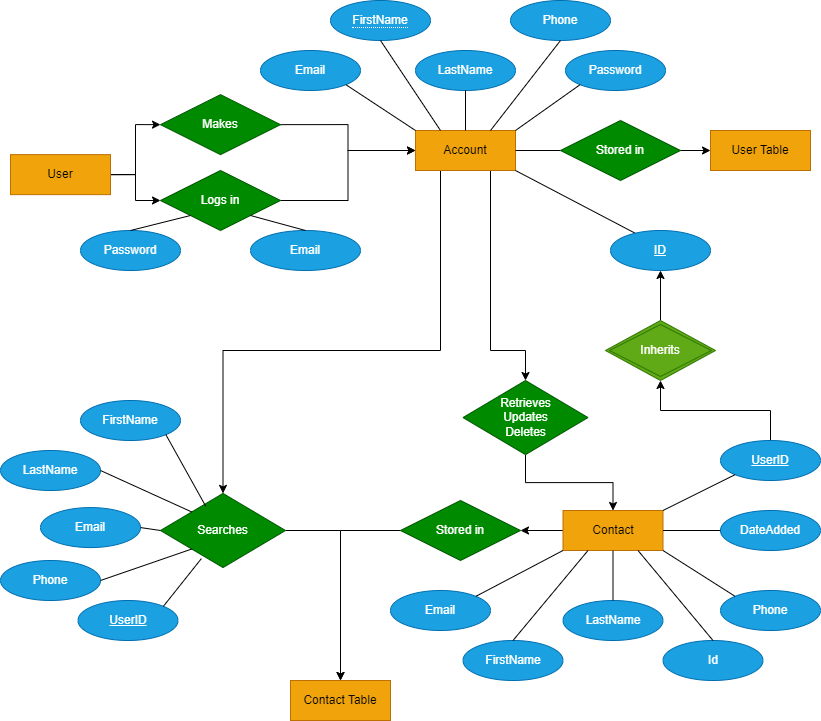 FirstName
Phone
Email
LastName
Password
Makes
Account
Stored in
User Table
User
Logs in
Password
Email
ID
Inherits
Retrieves
Updates
Deletes
FirstName
LastName
UserID
Email
Searches
Stored in
Contact
DateAdded
Phone
UserID
Email
LastName
Phone
FirstName
Id
Contact Table